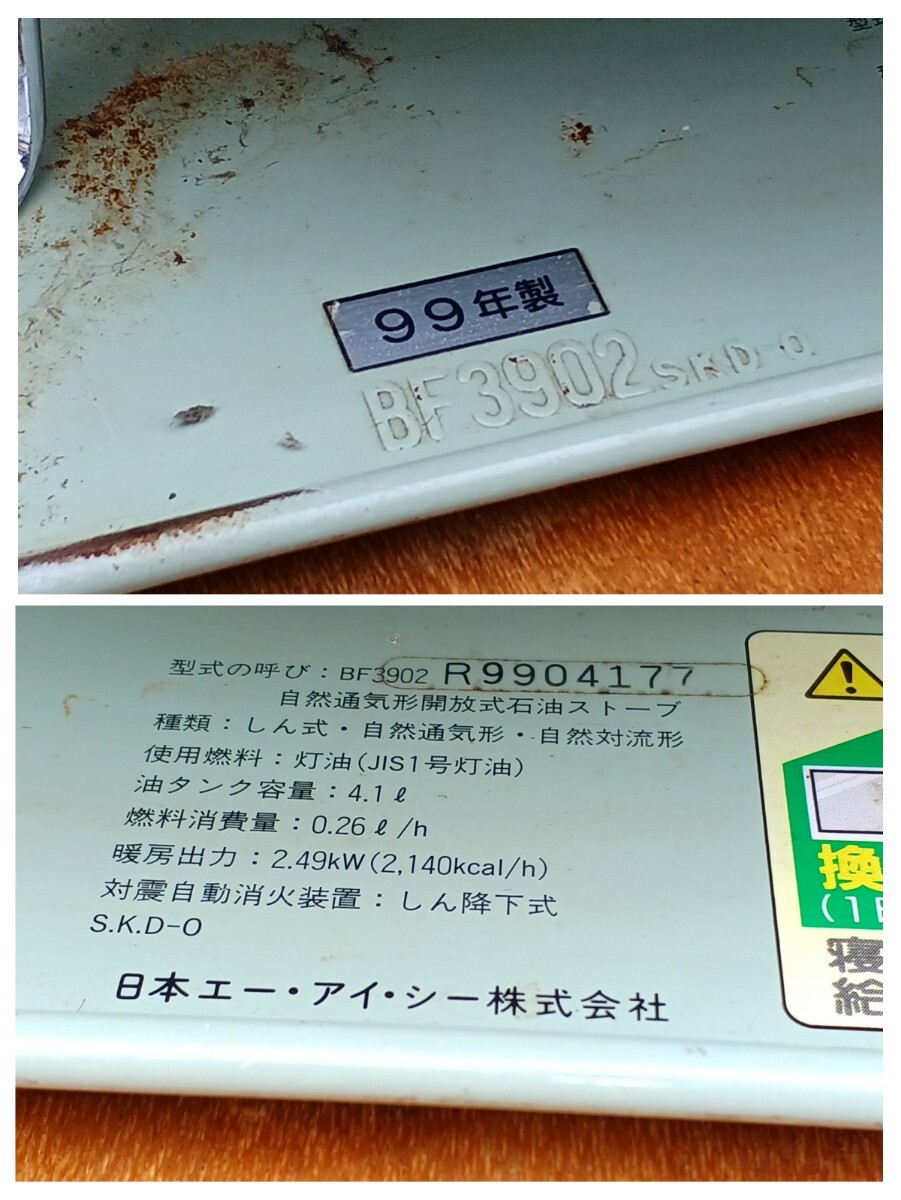 型式
99年製
BF3902 SKD-O
型式の呼び：BF3902 R9904177
自然通気形開放式石油ストーブ
種類：しん式・自然通気形・自然対流形
使用燃料：灯油(JIS1号灯油)
油タンク容量：4.1ℓ
燃料消費量：0.26ℓ/h
暖房出力：2.49kW(2,140kcal/h)
対震自動消火装置：しん降下式
S.K.D-O
日本エー・アイ・シー株式会社
換
(1
寝
給